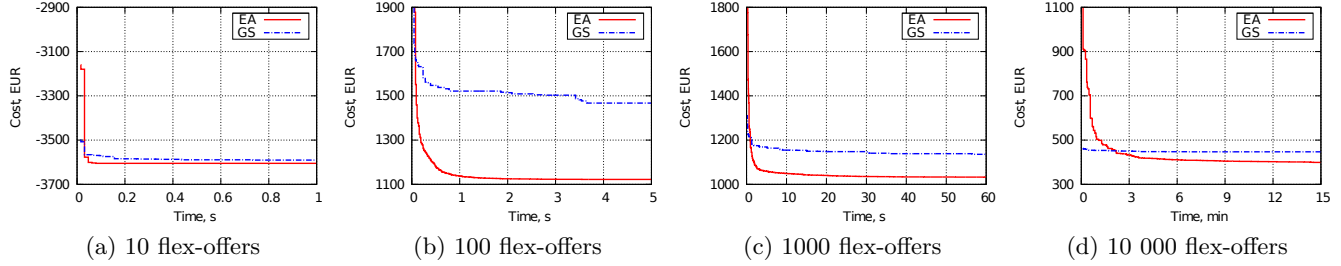 -2900
-3100
-3300
-3500
-3700
Cost, EUR
EA
GS
0 0.2 0.4 0.6 0.8 1
Time, s
(a) 10 flex-offers
1900
1700
1500
1300
1100
Cost, EUR
EA
GS
0 1 2 3 4 5
Time, s
(b) 100 flex-offers
1800
1600
1400
1200
1000
Cost, EUR
EA
GS
0 10 20 30 40 50 60
Time, s
(c) 1000 flex-offers
1100
900
700
500
300
Cost, EUR
EA
GS
0 3 6 9 12 15
Time, min
(d) 10 000 flex-offers